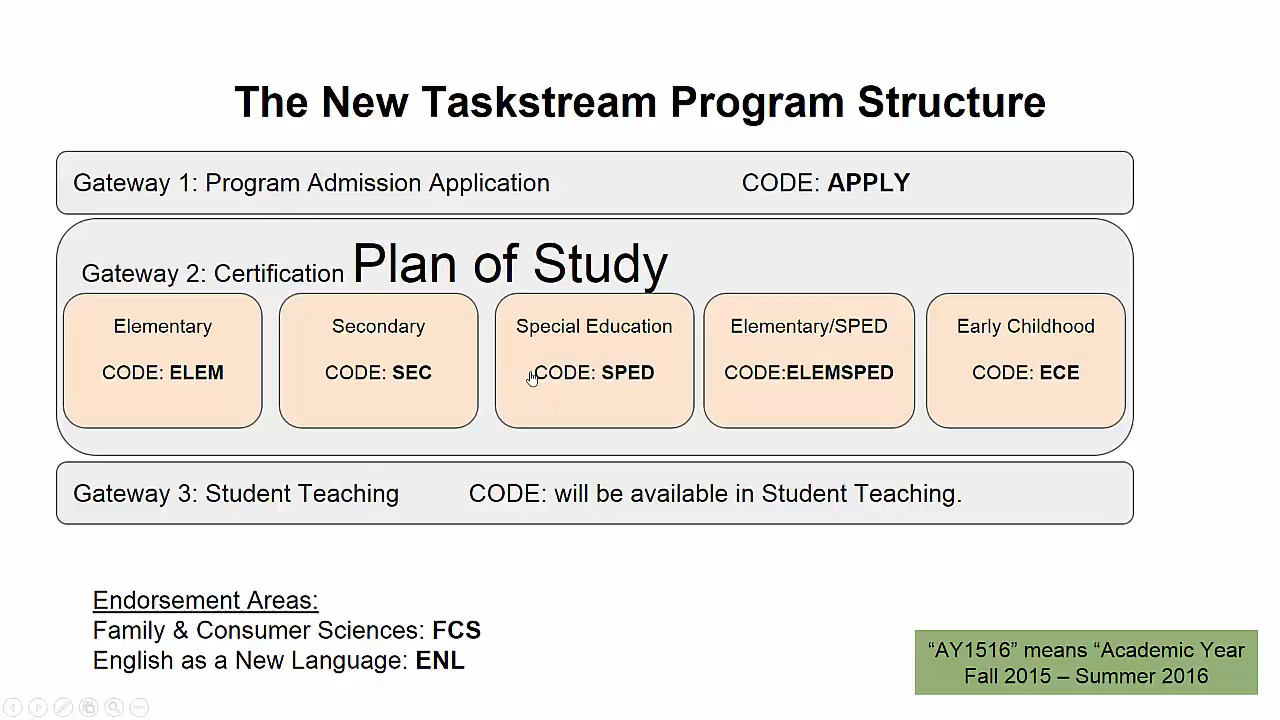 The New Taskstream Program Structure
Gateway 1: Program Admission Application CODE: APPLY
Gateway 2: Certification Plan of Study
Elementary
CODE: ELEM
Secondary
CODE: SEC
Special Education
CODE: SPED
Elementary/SPED
CODE:ELEMSPED
Early Childhood
CODE: ECE
Gateway 3: Student Teaching CODE: will be available in Student Teaching.
Endorsement Areas:
Family & Consumer Sciences: FCS
English as a New Language: ENL
“AY1516” means “Academic Year
Fall 2015 – Summer 2016